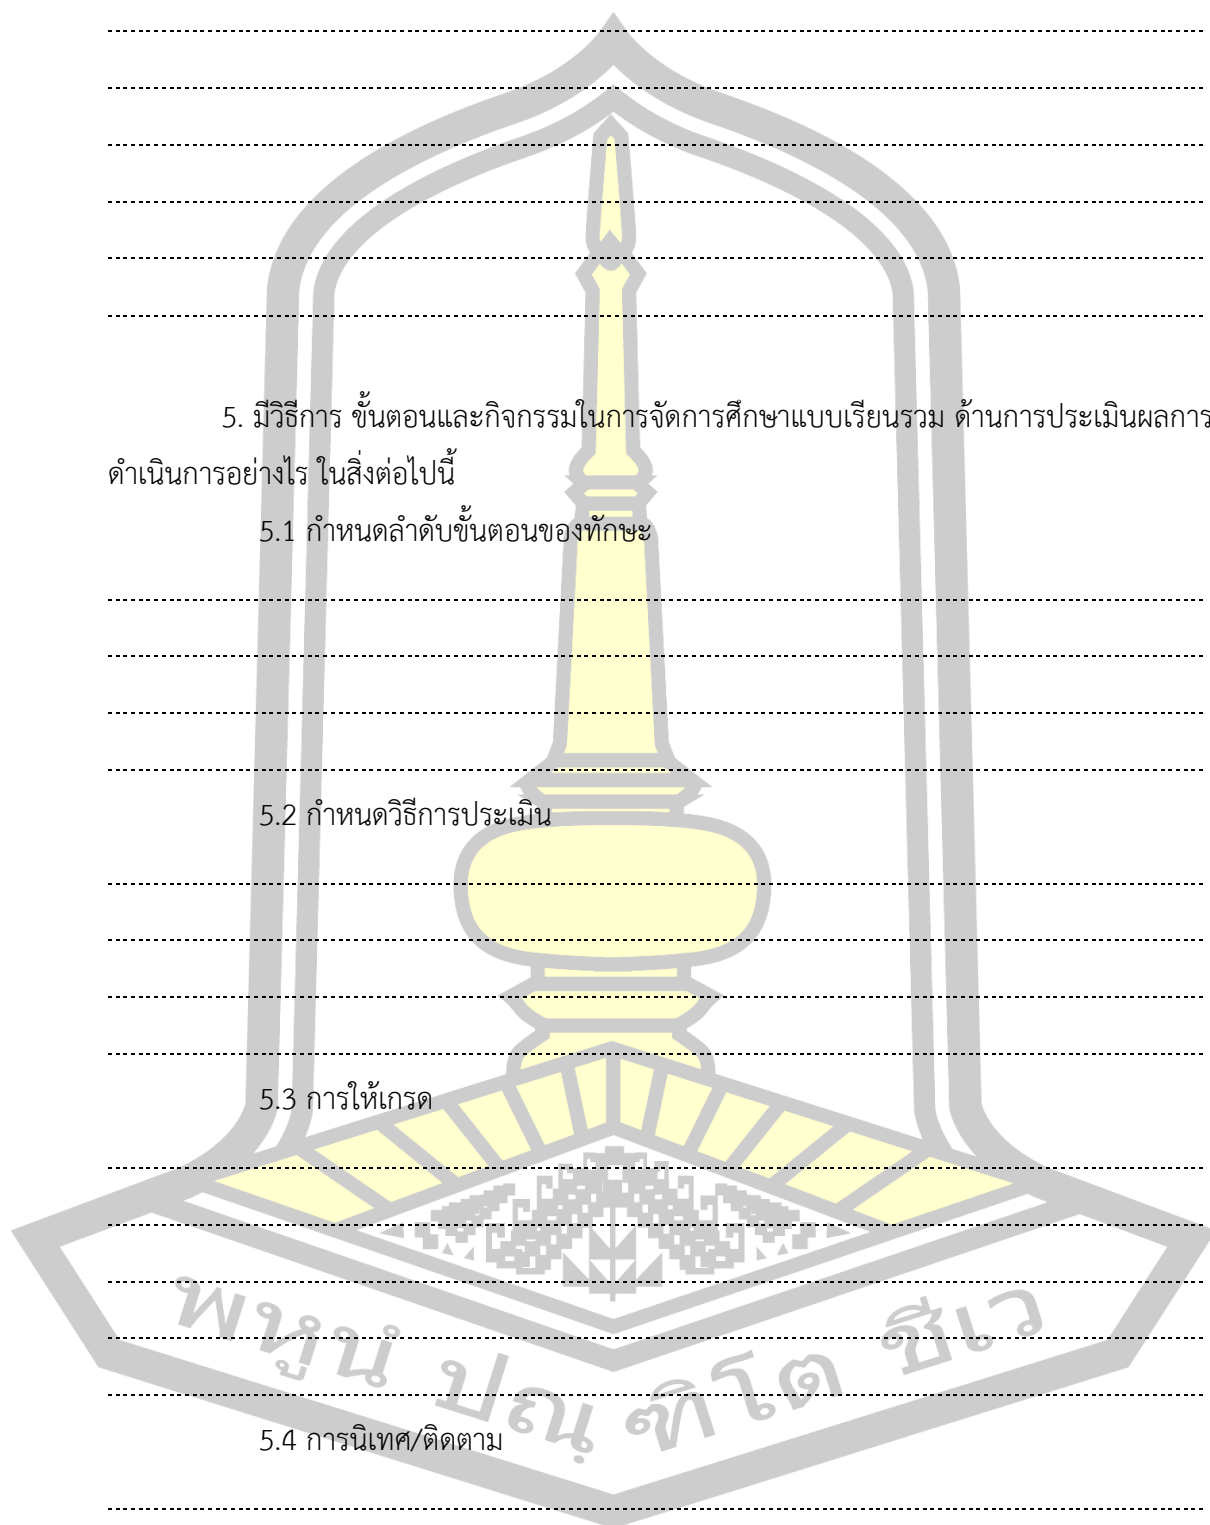 5. มีวิธีการ ขั้นตอนและกิจกรรมในการจัดการศึกษาแบบเรียนรวม ด้านการประเมินผลการ
ดำเนินการอย่างไร ในสิ่งต่อไปนี้
5.1 กำหนดลำดับขั้นตอนของทักษะ
5.2 กำหนดวิธีการประเมิน
5.3 การให้เกรด
พหูนํ ปณฺฑิโต ชีเว
5.4 การนิเทศ/ติดตาม